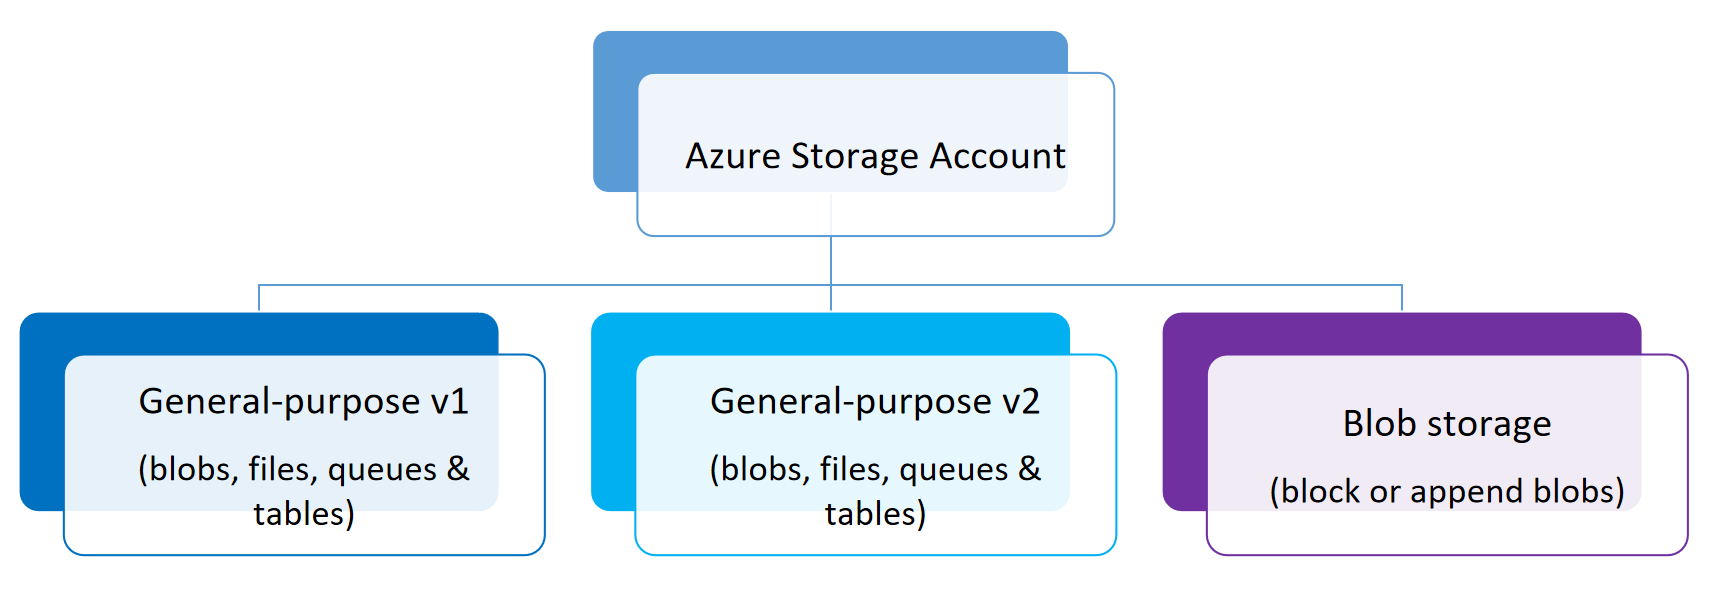 Azure Storage Account
General-purpose v1
(blobs, files, queues &
tables)
General-purpose v2
(blobs, files, queues &
tables)
Blob storage
(block or append blobs)